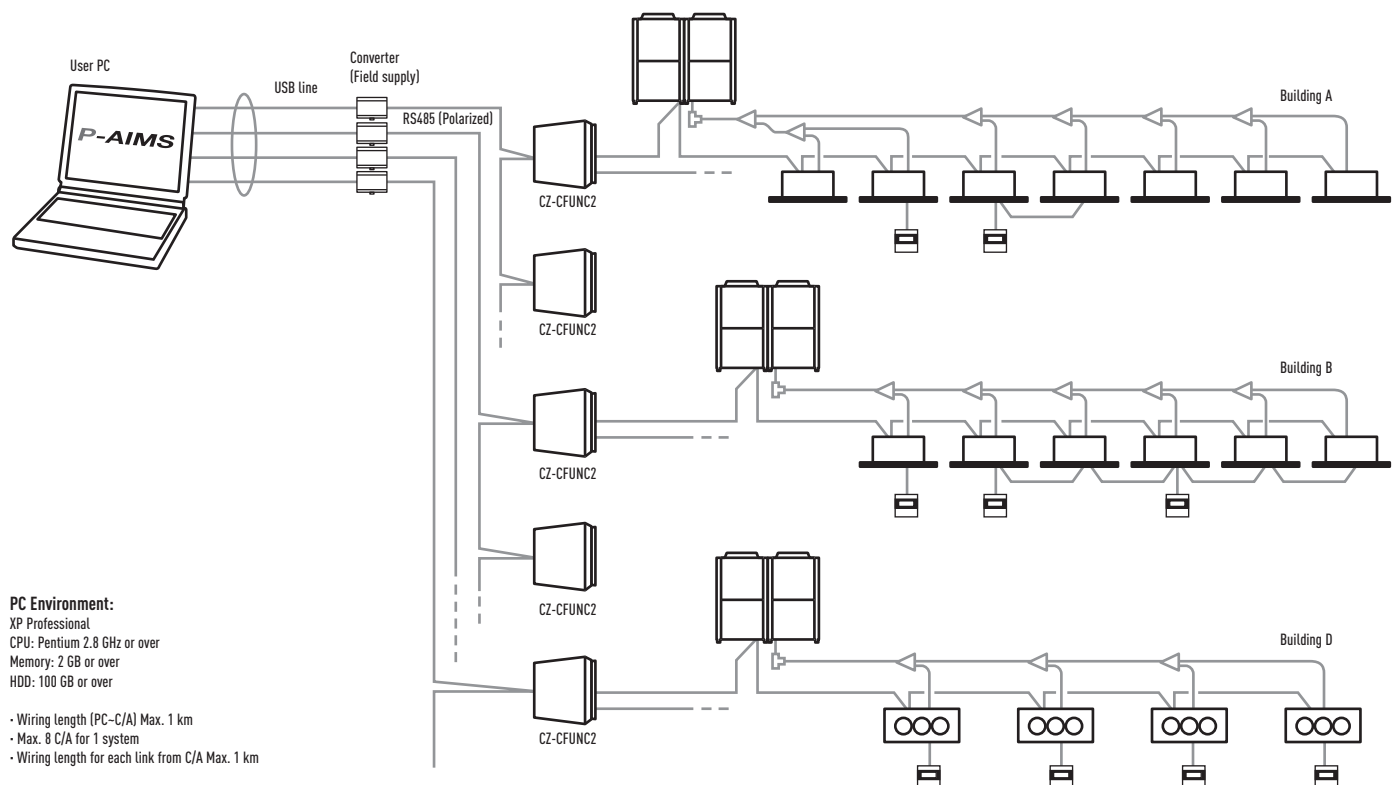 User PC
P-AIMS
USB line
Converter
(Field supply)
RS485 (Polarized)
CZ-CFUNC2
Building A
CZ-CFUNC2
Building B
CZ-CFUNC2
CZ-CFUNC2
Building D
CZ-CFUNC2
PC Environment:
XP Professional
CPU: Pentium 2.8 GHz or over
Memory: 2 GB or over
HDD: 100 GB or over
· Wiring length (PC~C/A) Max. 1 km
· Max. 8 C/A for 1 system
· Wiring length for each link from C/A Max. 1 km